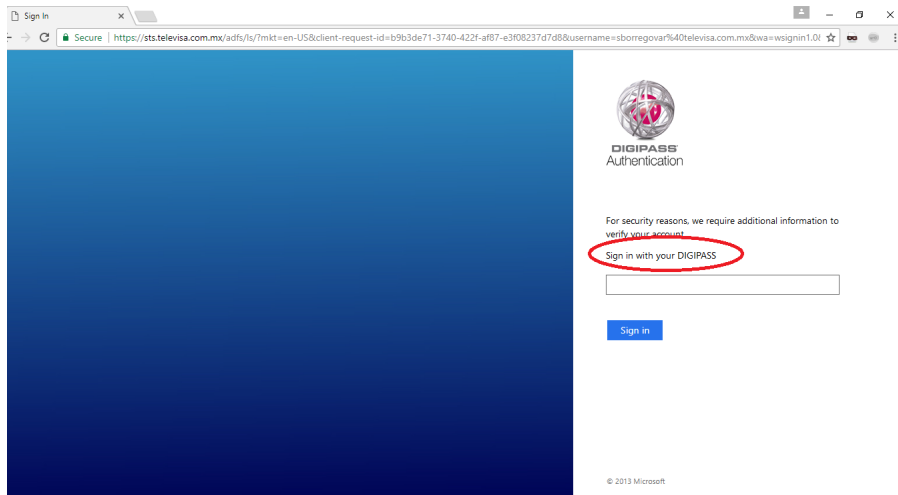 Sign In
Secure | https://sts.televisa.com.mx/adfs/ls/?mkt=en-US&client-request-id=b9b3de71-3740-422f-af87-e3f08237d7d8&username=sborregovar%40televisa.com.mx&wa=wsignin1.0
DIGIPASS
Authentication
For security reasons, we require additional information to
verify your account
Sign in with your DIGIPASS
Sign in
© 2013 Microsoft